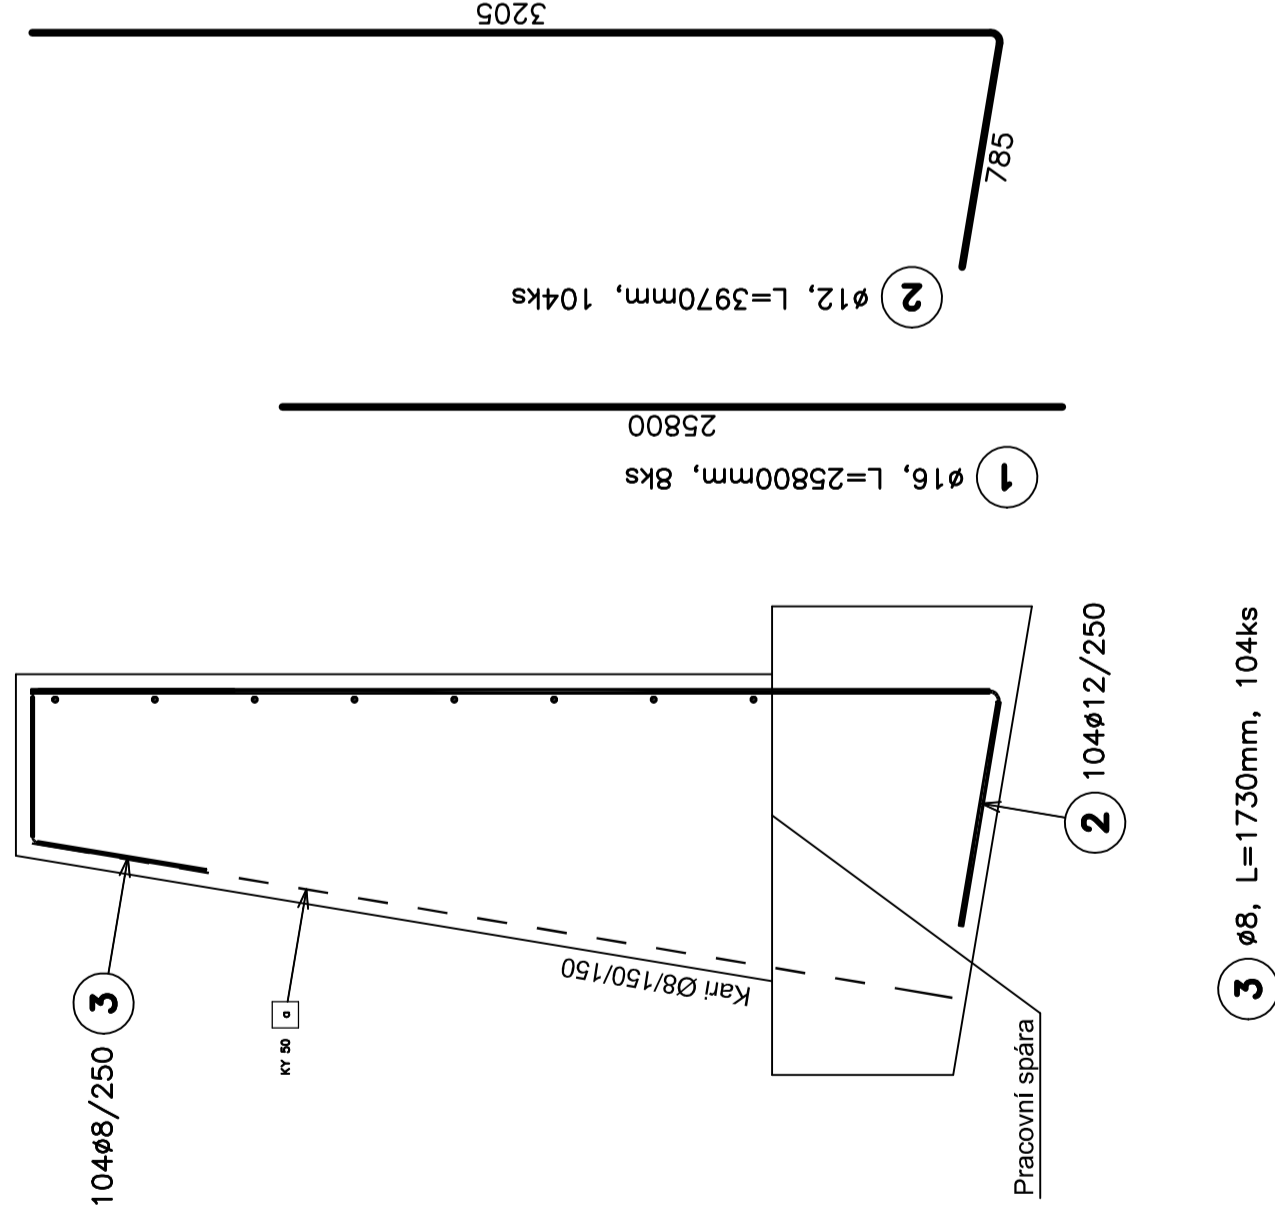 3205
785
2 ø12, L=3970mm, 104ks
25800
1 ø16, L=25800mm, 8ks
104ø8/250 3
KY 50 a
Kari Ø8/150/150
2 104ø12/250
Pracovní spára
3 ø8, L=1730mm, 104ks